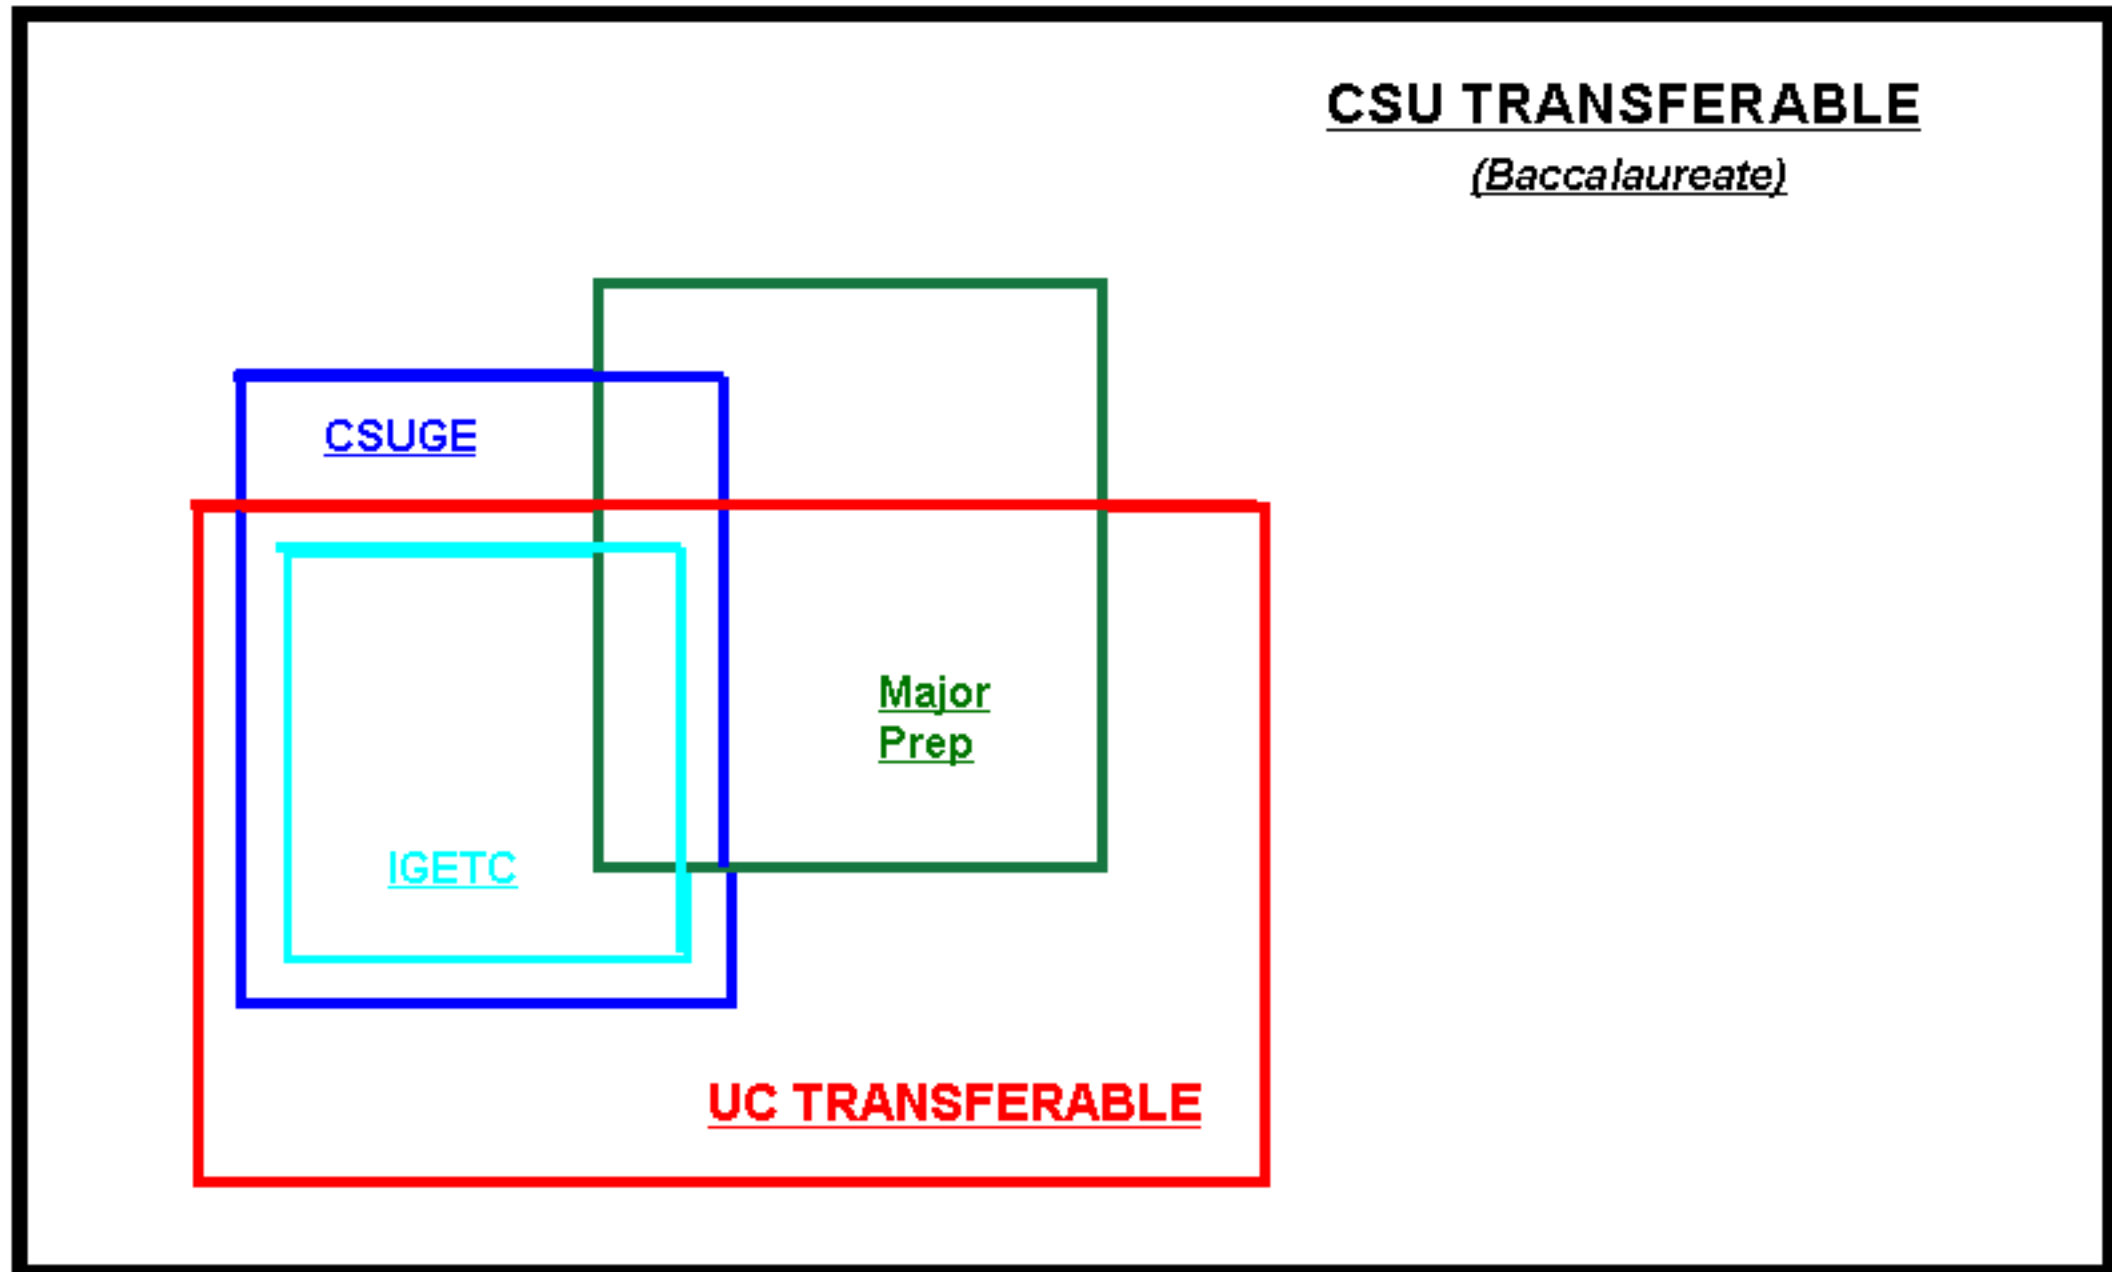 CSU TRANSFERABLE
(Baccalaureate)
CSUGE
Major
Prep
IGETC
UC TRANSFERABLE